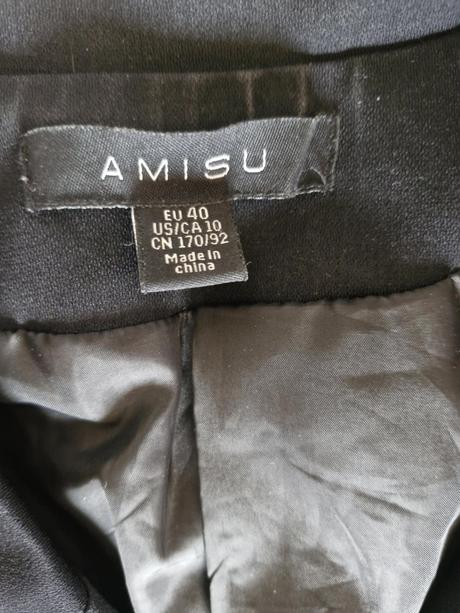 AMISU
EU 40
US/CA 10
CN 170/92
Made in
china